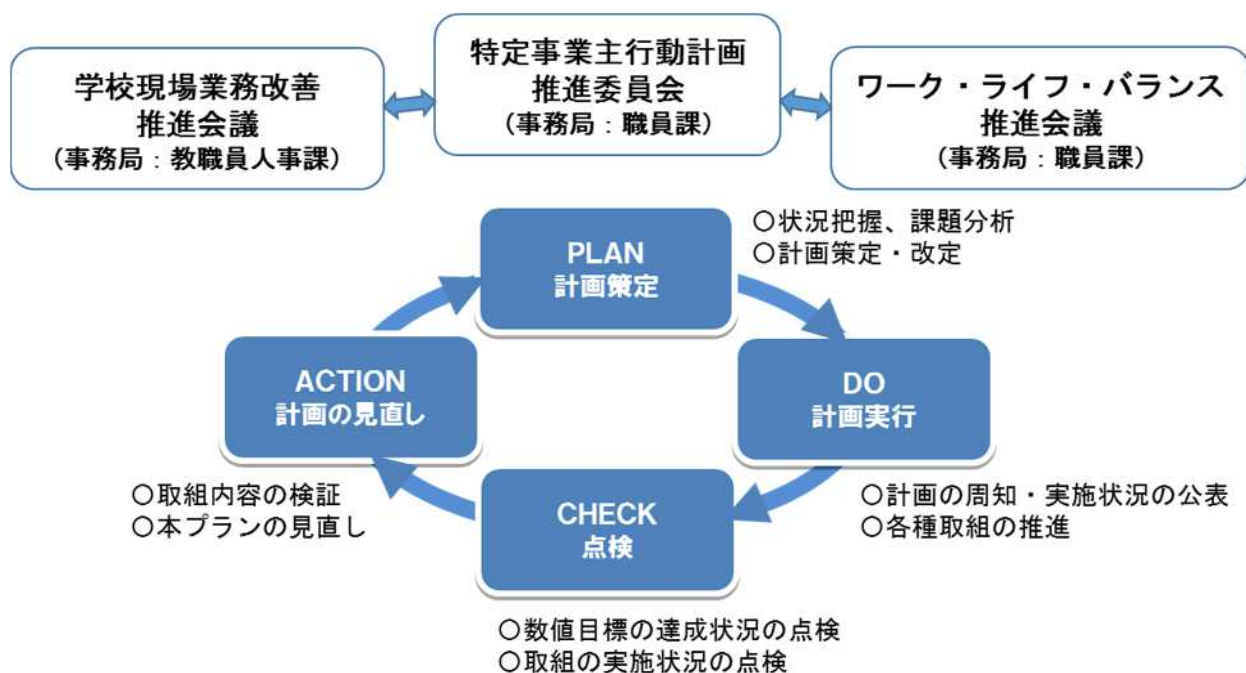 学校現場業務改善
推進会議
（事務局：教職員人事課）
特定事業主行動計画
推進委員会
（事務局：職員課）
ワーク・ライフ・バランス
推進会議
（事務局：職員課）
PLAN
計画策定
○状況把握、課題分析
○計画策定・改定
DO
計画実行
○計画の周知・実施状況の公表
○各種取組の推進
CHECK
点検
○数値目標の達成状況の点検
○取組の実施状況の点検
ACTION
計画の見直し
○取組内容の検証
○本プランの見直し